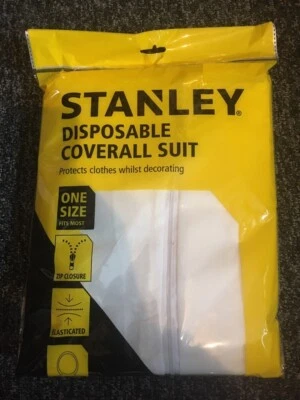 STANLEY®
DISPOSABLE
COVERALL SUIT
Protects clothes whilst decorating
ONE
SIZE
FITS MOST
ZIP CLOSURE
ELASTICATED